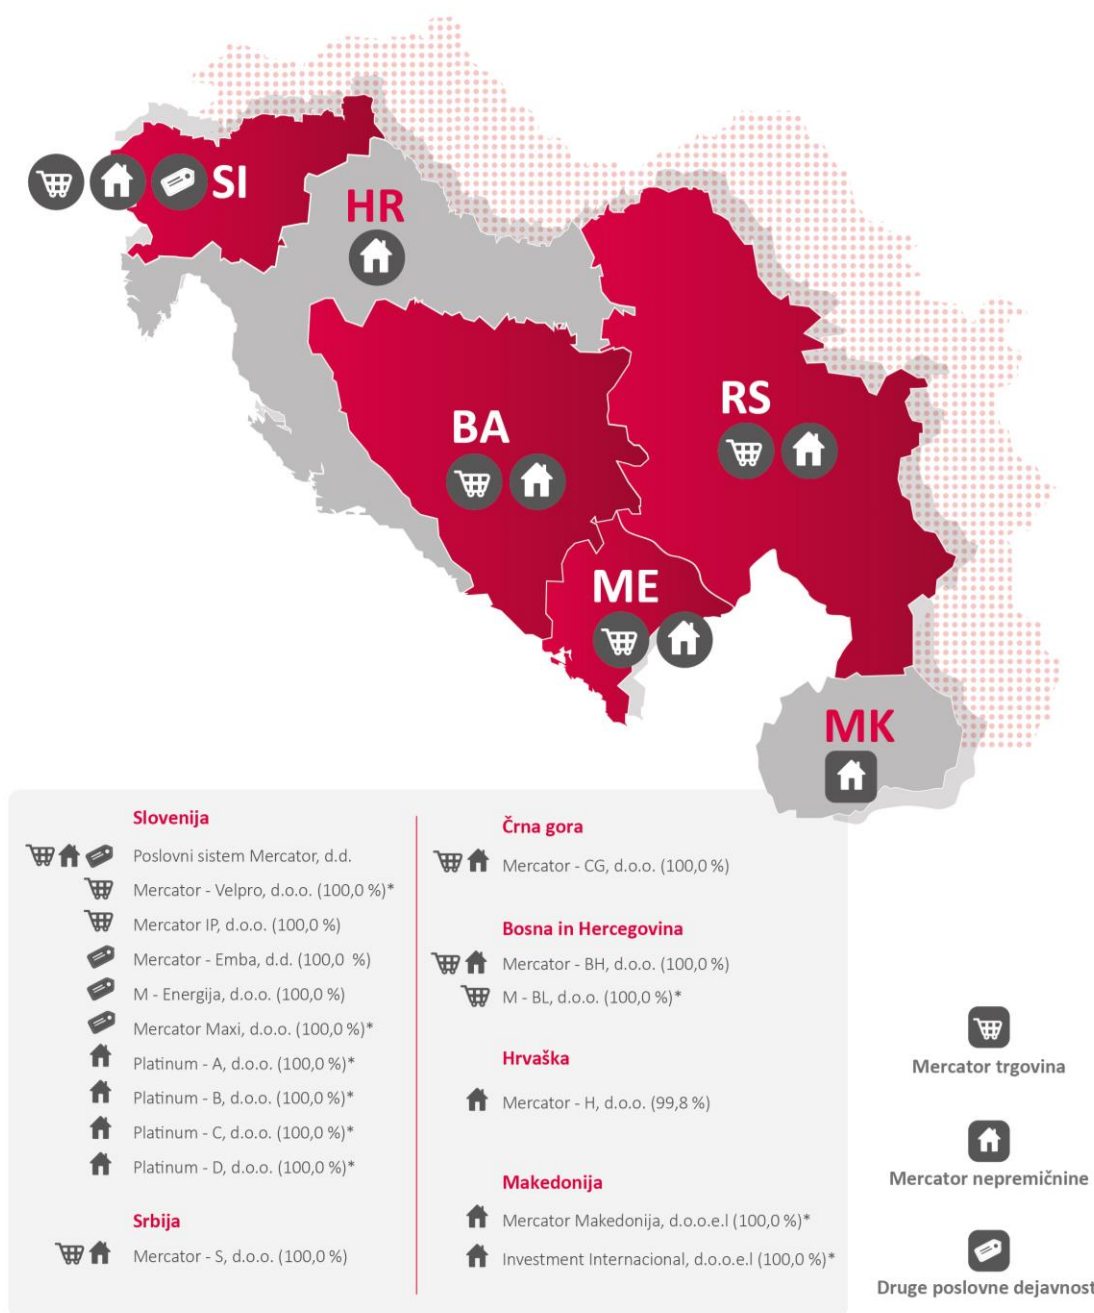 SI
HR
BA
RS
ME
MK
Slovenija
Poslovni sistem Mercator, d.d.
Mercator - Velpro, d.o.o. (100,0 %)*
Mercator IP, d.o.o. (100,0 %)
Mercator - Emba, d.d. (100,0 %)
M - Energija, d.o.o. (100,0 %)
Mercator Maxi, d.o.o. (100,0 %)*
Platinum - A, d.o.o. (100,0 %)*
Platinum - B, d.o.o. (100,0 %)*
Platinum - C, d.o.o. (100,0 %)*
Platinum - D, d.o.o. (100,0 %)*
Srbija
Mercator - S, d.o.o. (100,0 %)
Črna gora
Mercator - CG, d.o.o. (100,0 %)
Bosna in Hercegovina
Mercator - BH, d.o.o. (100,0 %)
M - BL, d.o.o. (100,0 %)*
Hrvaška
Mercator - H, d.o.o. (99,8 %)
Makedonija
Mercator Makedonija, d.o.o.e.l (100,0 %)*
Investment Internacional, d.o.o.e.l (100,0 %)*
Mercator trgovina
Mercator nepremičnine
Druge poslovne dejavnost